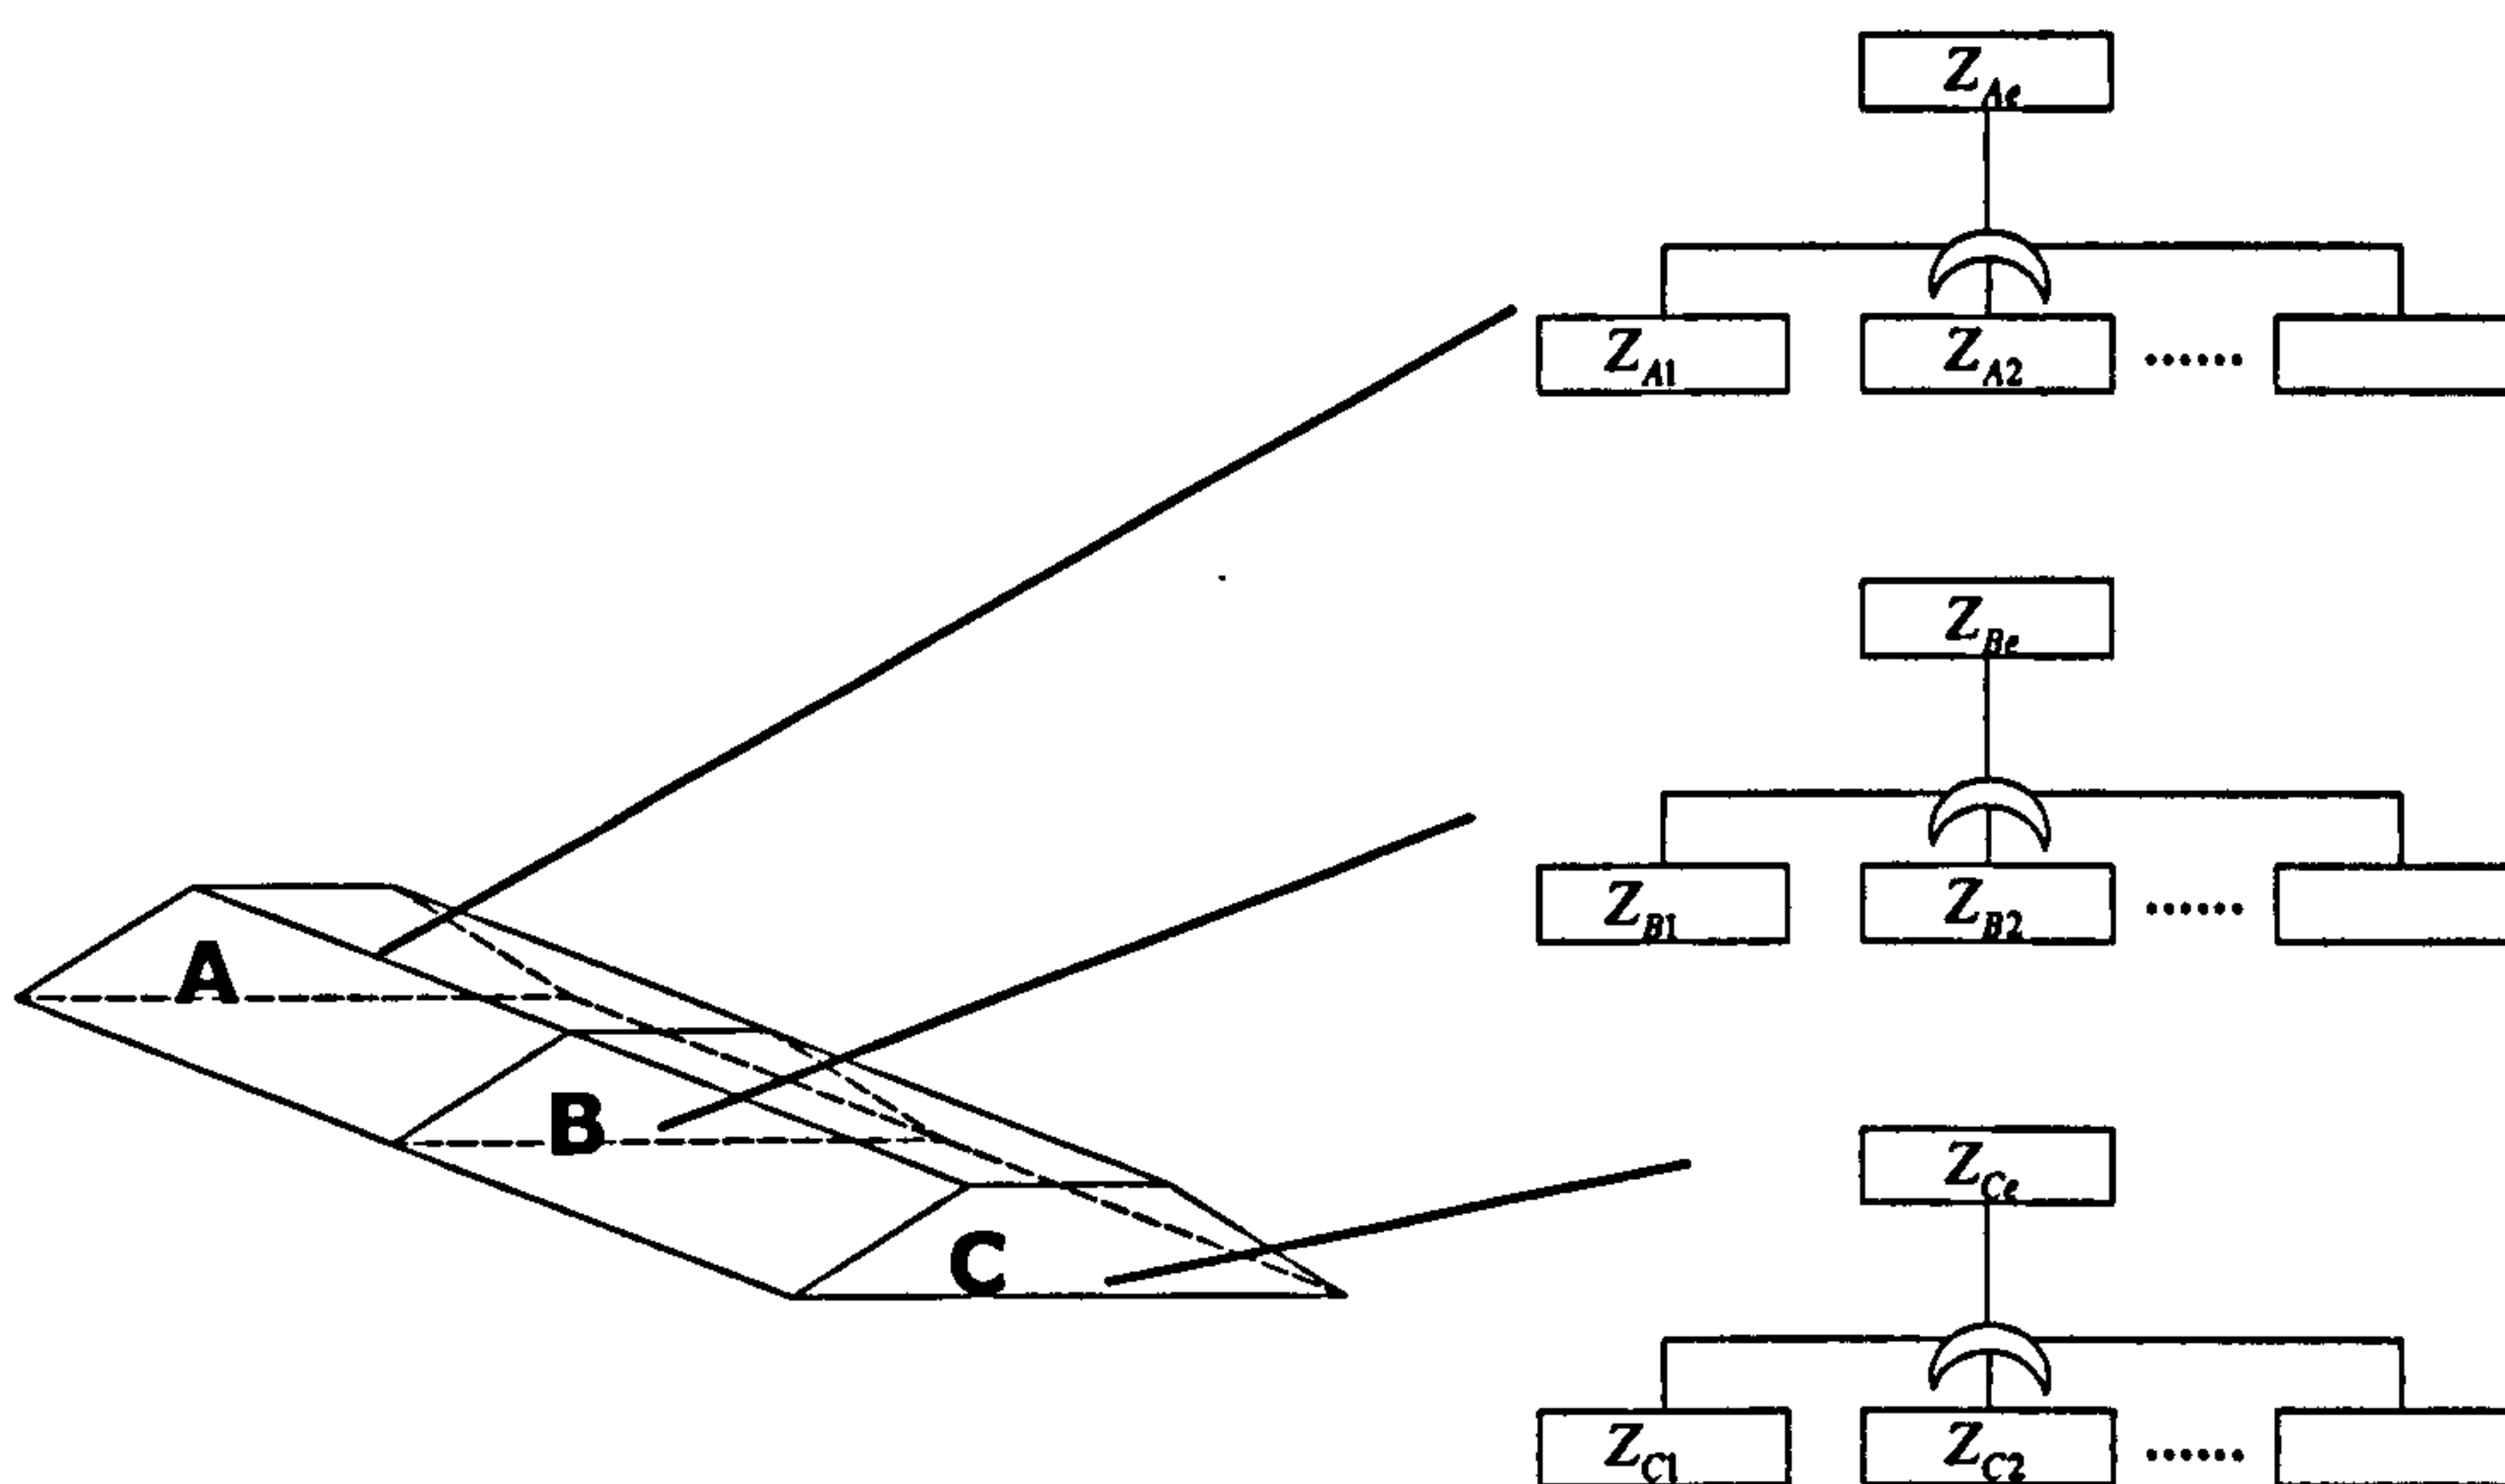 Z_Ae
Z_A1 Z_A2 ......
Z_Be
Z_B1 Z_B2 ......
A
B
Z_Ce
C
Z_C1 Z_C2 ......